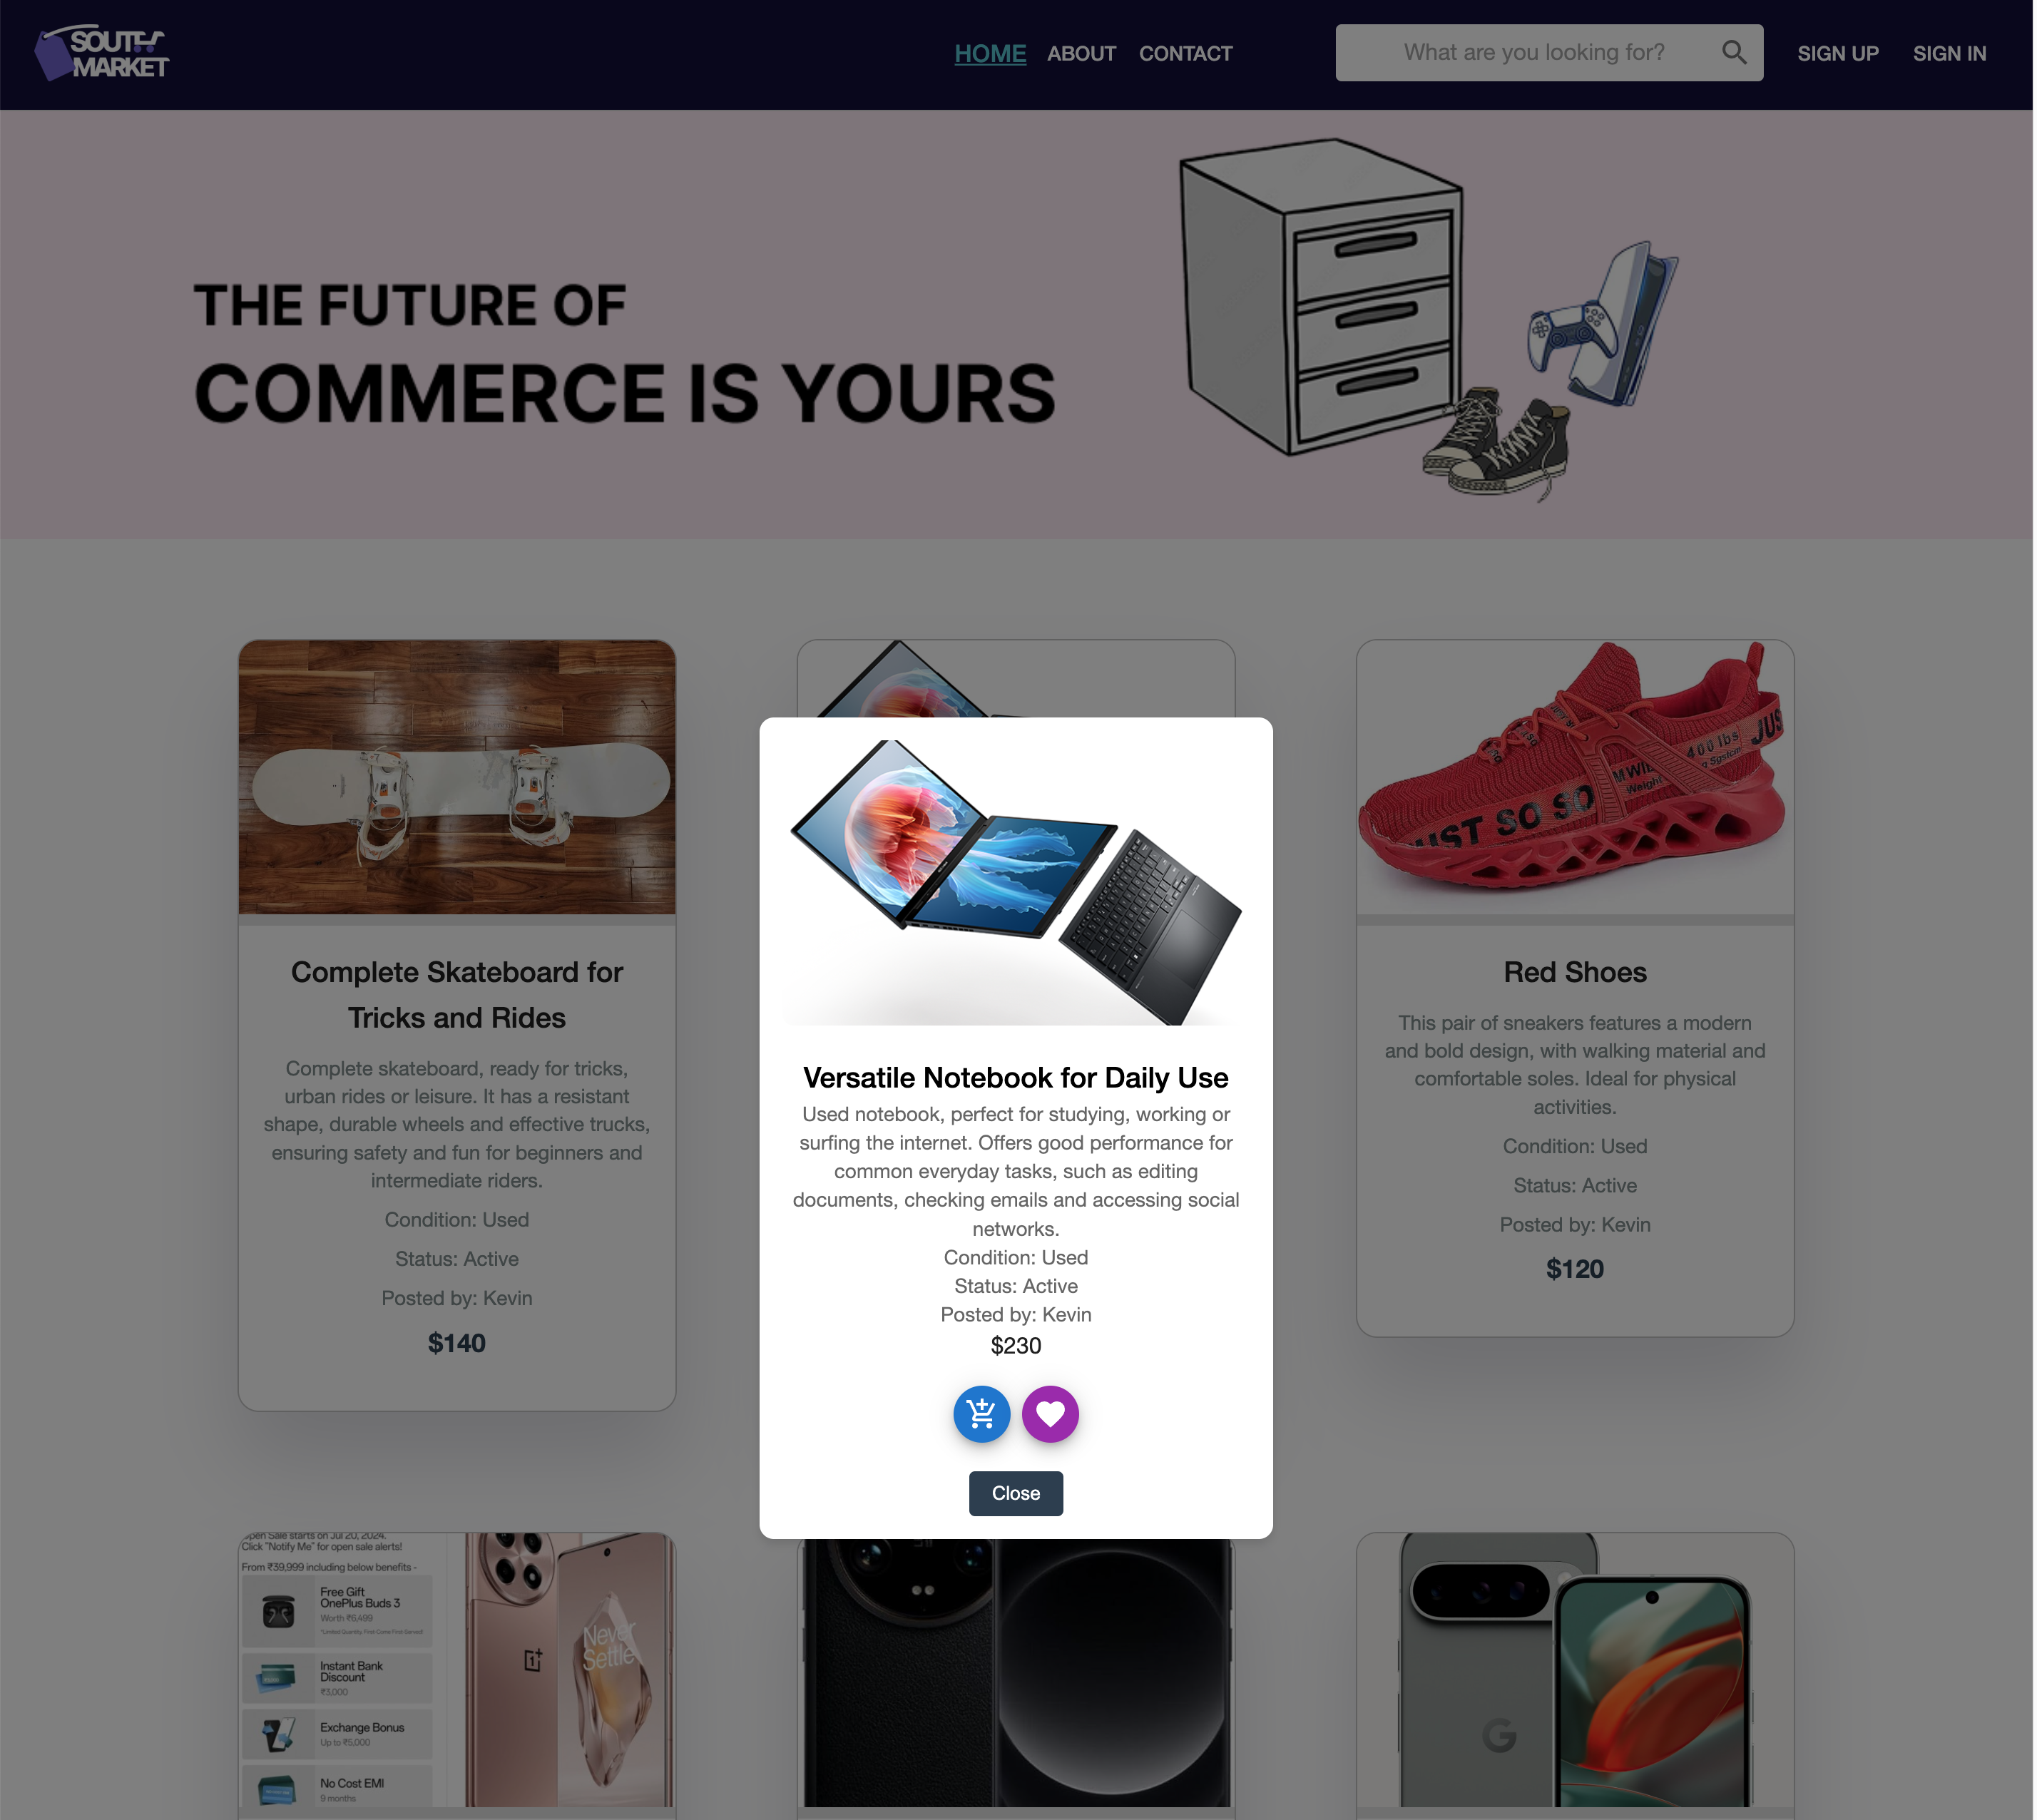 SOUTH
MARKET
HOME
ABOUT
CONTACT
What are you looking for?
SIGN UP
SIGN IN
THE FUTURE OF
COMMERCE IS YOURS
400 lbs
JUST SO SO
Weight
Complete Skateboard for
Tricks and Rides
Complete skateboard, ready for tricks,
urban rides or leisure. It has a resistant
shape, durable wheels and effective trucks,
ensuring safety and fun for beginners and
intermediate riders.
Condition: Used
Status: Active
Posted by: Kevin
$140
Versatile Notebook for Daily Use
Used notebook, perfect for studying, working or
surfing the internet. Offers good performance for
common everyday tasks, such as editing
documents, checking emails and accessing social
networks.
Condition: Used
Status: Active
Posted by: Kevin
$230
Close
Red Shoes
This pair of sneakers features a modern
and bold design, with walking material and
comfortable soles. Ideal for physical
activities.
Condition: Used
Status: Active
Posted by: Kevin
$120
Open Sale starts on Jul 20, 2024.
Click "Notify Me" for open sale alerts!
From ₹39,999 including below benefits -
Free Gift
OnePlus Buds 3
Worth ₹6,499
Instant Bank
Discount
₹3,000
Exchange Bonus
Up to ₹5,000
No Cost EMI
9 months
Never
Settle
G